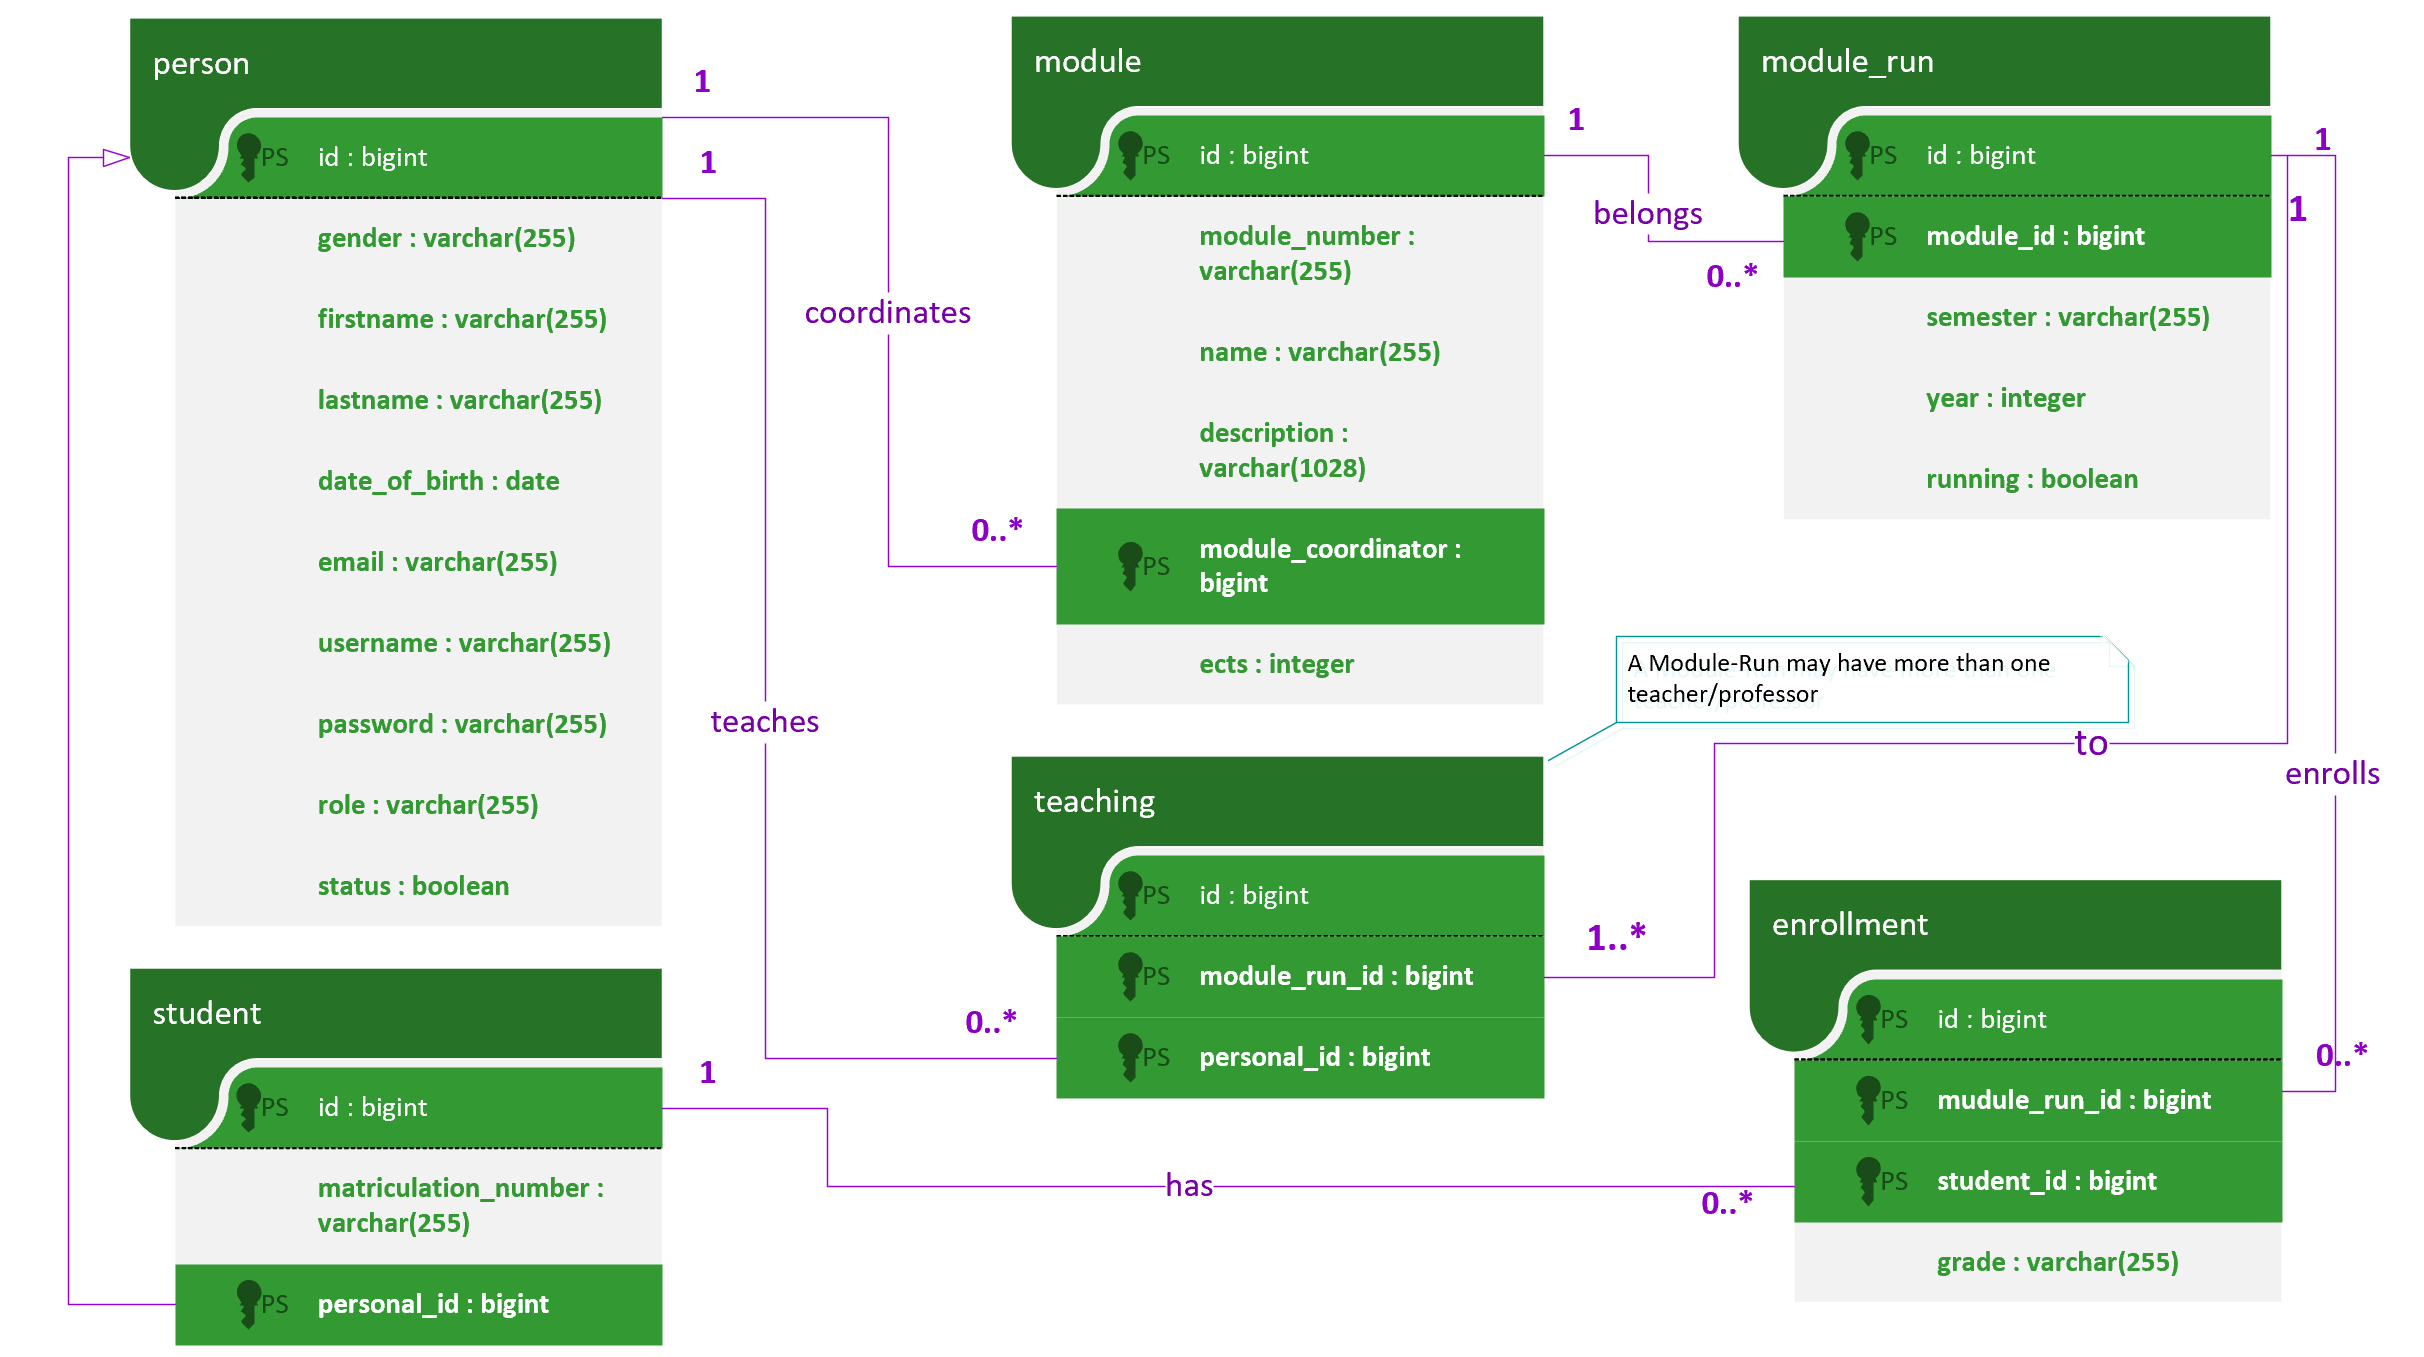 person
PS id : bigint
gender : varchar(255)
firstname : varchar(255)
lastname : varchar(255)
date_of_birth : date
email : varchar(255)
username : varchar(255)
password : varchar(255)
role : varchar(255)
status : boolean
1
1
coordinates
0..*
teaches
0..*
module
PS id : bigint
module_number :
varchar(255)
name : varchar(255)
description :
varchar(1028)
PS module_coordinator :
bigint
ects : integer
1
belongs
0..*
module_run
PS id : bigint
PS module_id : bigint
semester : varchar(255)
year : integer
running : boolean
1
1
A Module-Run may have more than one
teacher/professor
to
enrolls
teaching
PS id : bigint
PS module_run_id : bigint
PS personal_id : bigint
1..*
student
PS id : bigint
matriculation_number :
varchar(255)
PS personal_id : bigint
1
has
0..*
enrollment
PS id : bigint
PS mudule_run_id : bigint
PS student_id : bigint
grade : varchar(255)
0..*